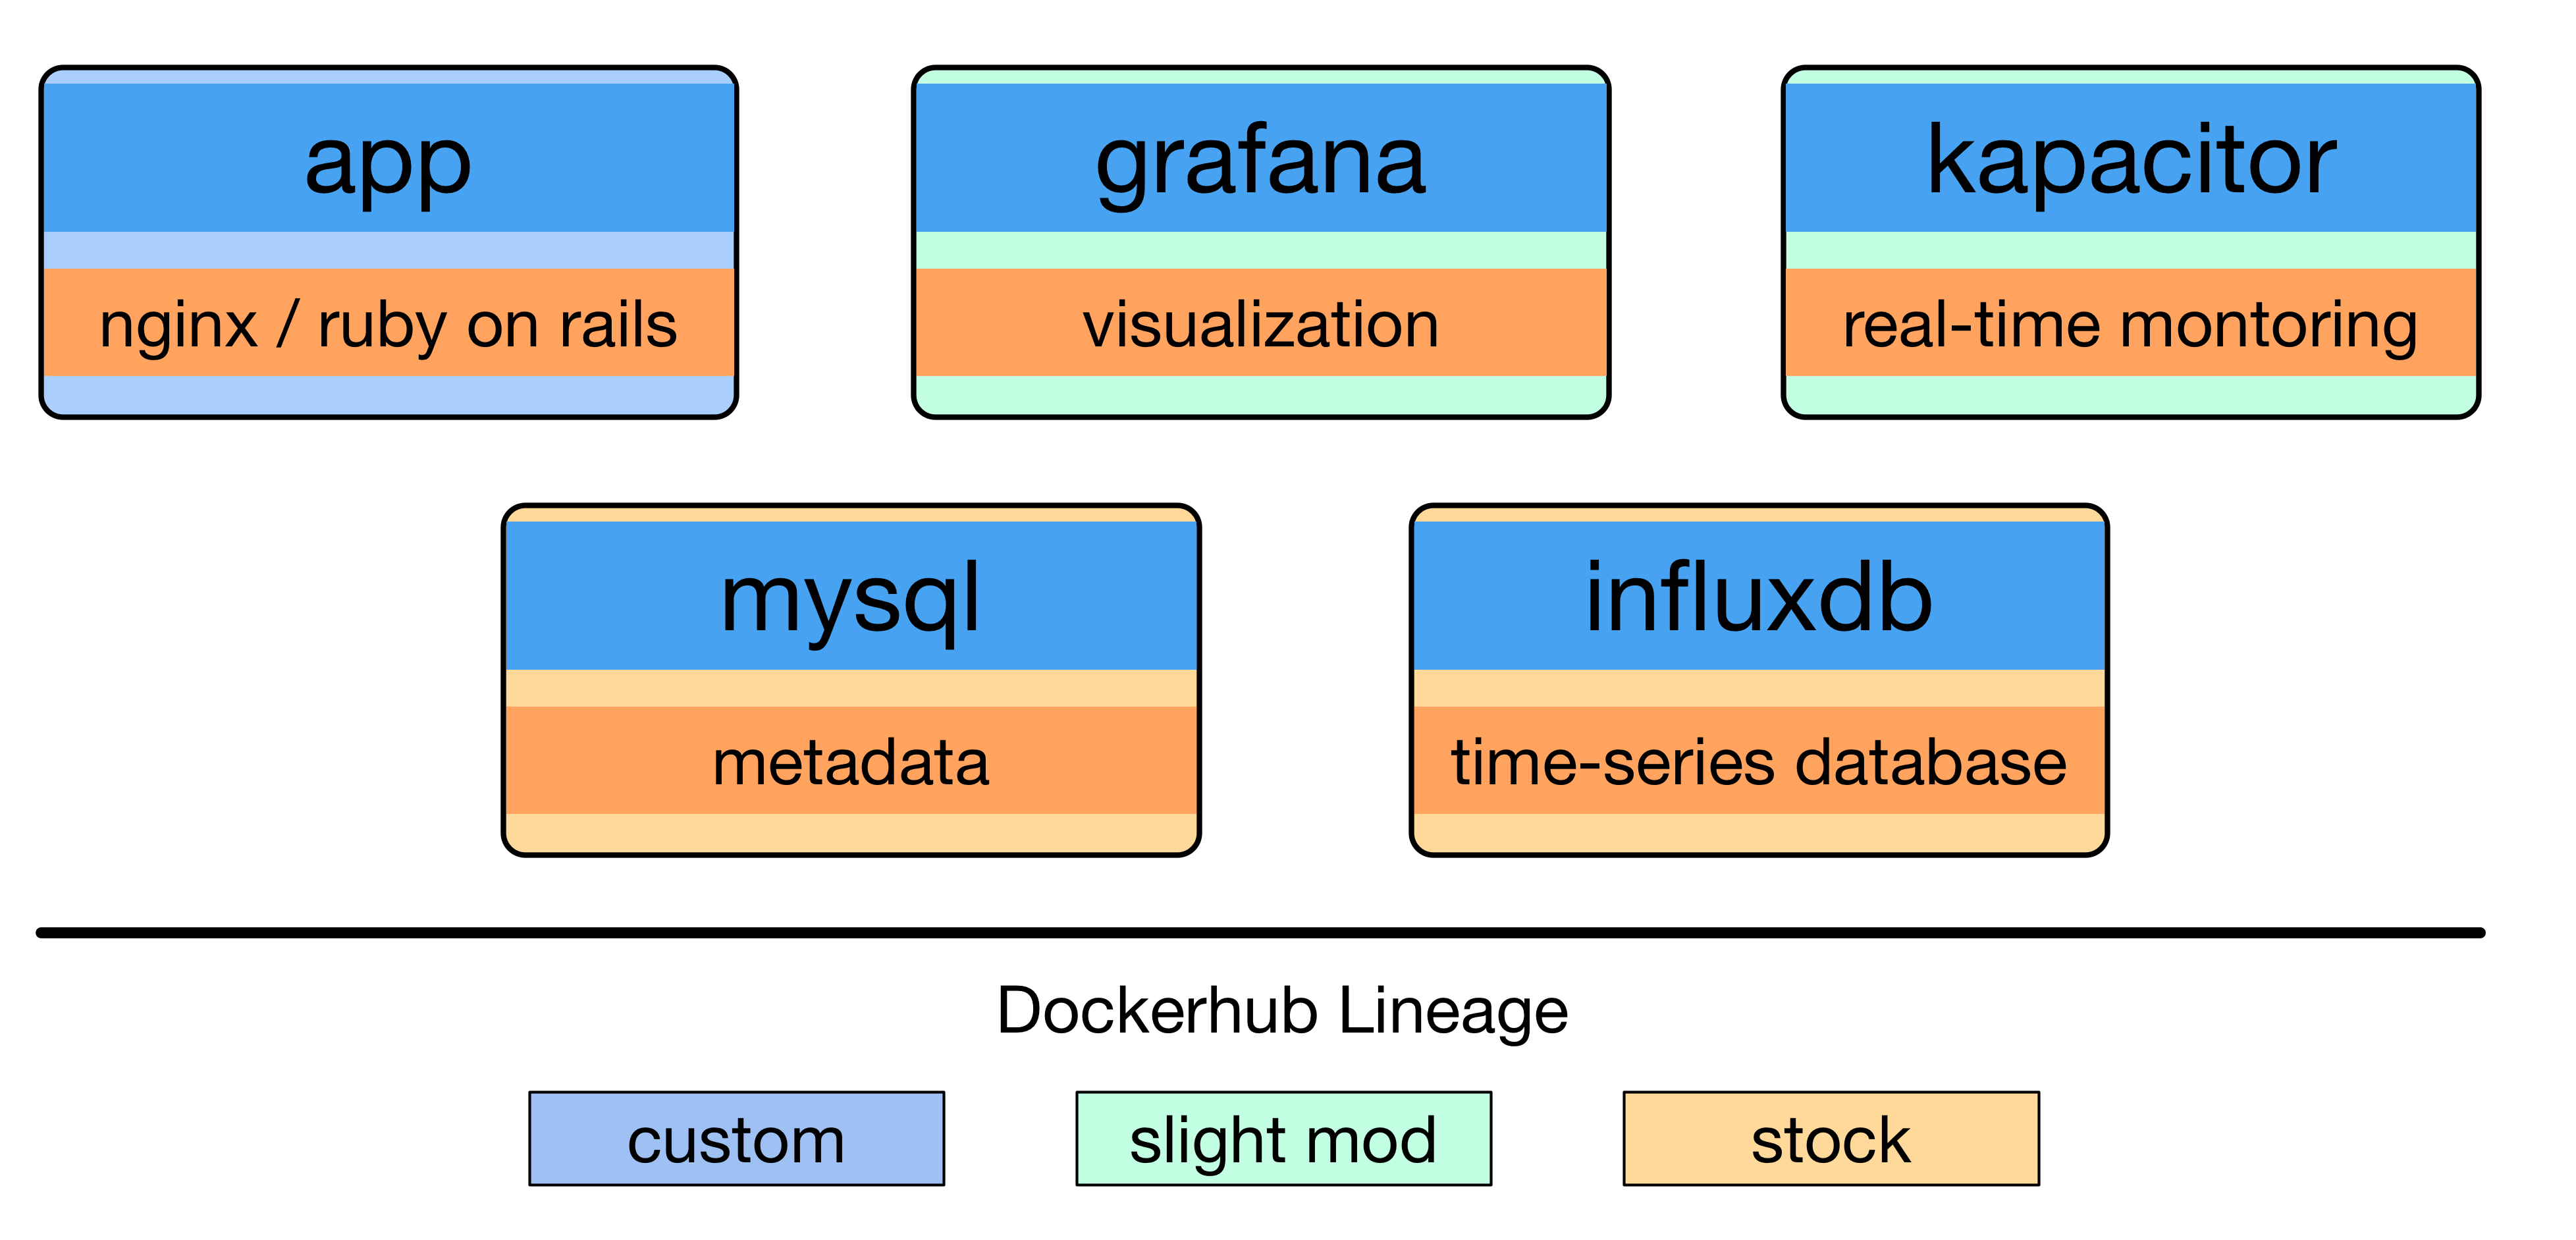 app
nginx / ruby on rails
grafana
visualization
kapacitor
real-time montoring
mysql
metadata
influxdb
time-series database
Dockerhub Lineage
custom
slight mod
stock